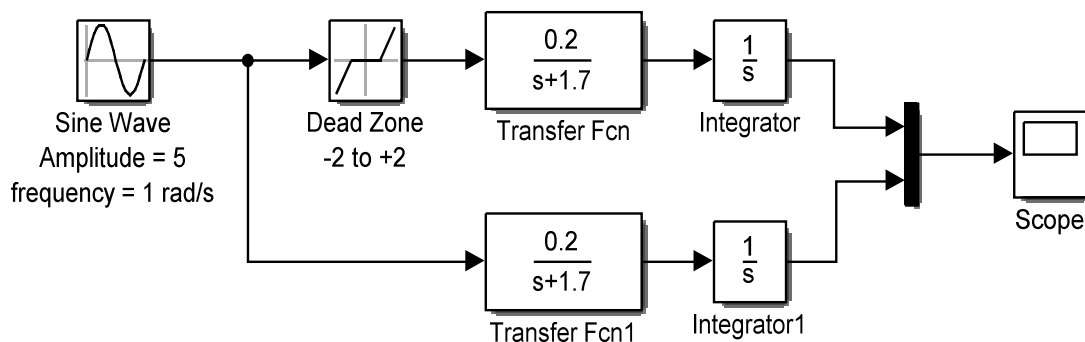 0.2
s+1.7
1
s
Sine Wave
Amplitude = 5
frequency = 1 rad/s
Dead Zone
-2 to +2
Transfer Fcn
Integrator
Scope
0.2
s+1.7
1
s
Transfer Fcn1
Integrator1